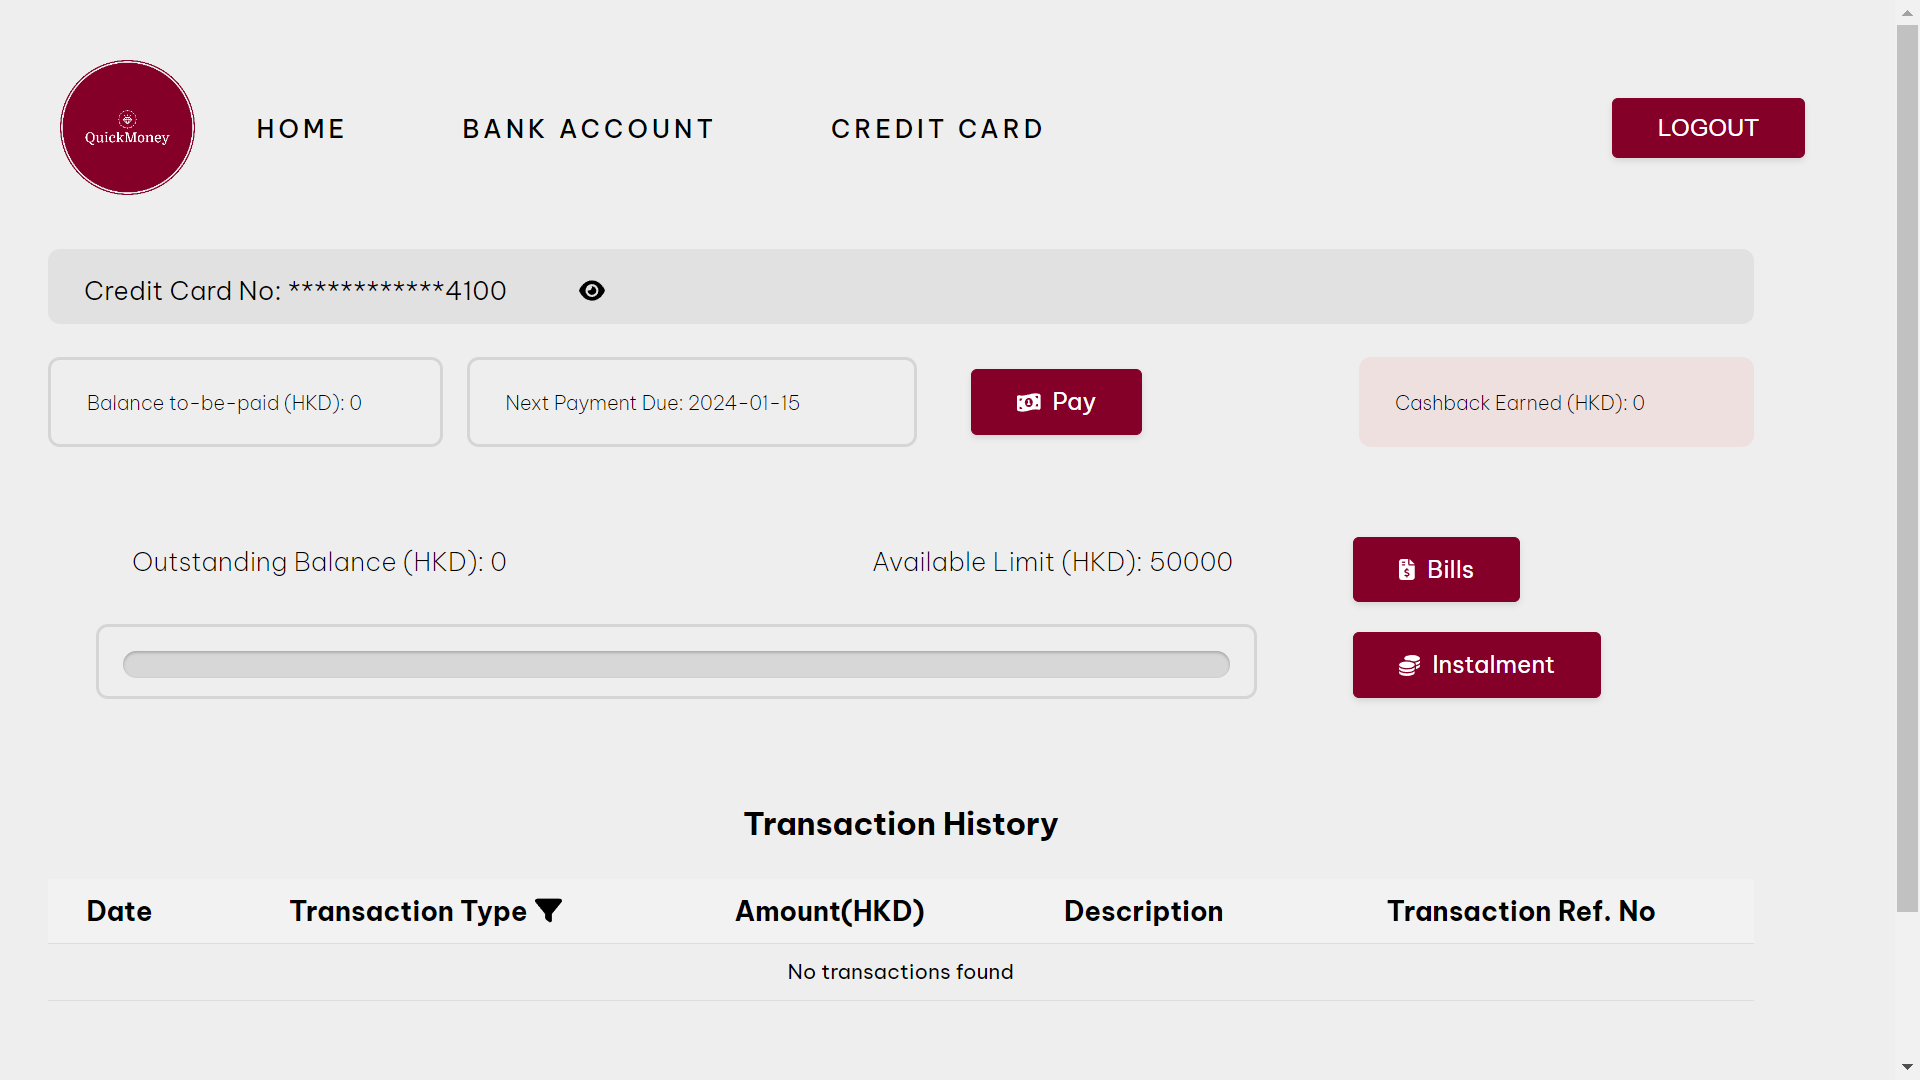 QuickMoney
HOME
BANK ACCOUNT
CREDIT CARD
LOGOUT
Credit Card No: ************4100
Balance to-be-paid (HKD): 0
Next Payment Due: 2024-01-15
Pay
Cashback Earned (HKD): 0
Outstanding Balance (HKD): 0
Available Limit (HKD): 50000
Bills
Instalment
Transaction History
Date
Transaction Type
Amount(HKD)
Description
Transaction Ref. No
No transactions found